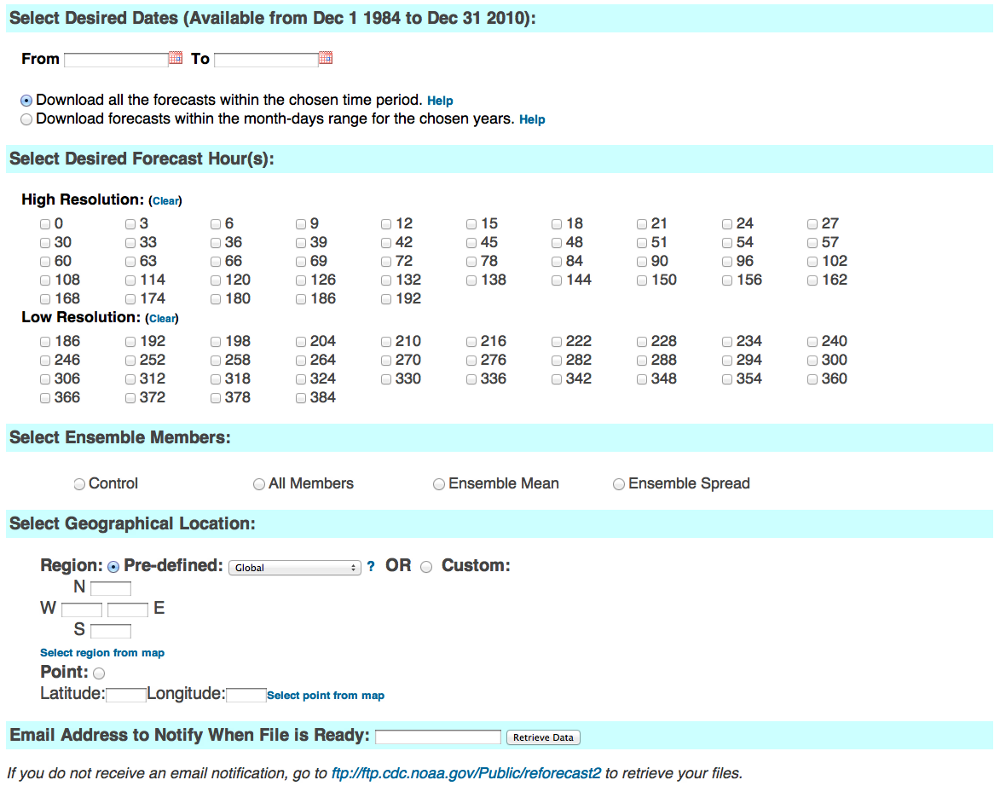 Select Desired Dates (Available from Dec 1 1984 to Dec 31 2010):
From To
Download all the forecasts within the chosen time period. Help
Download forecasts within the month-days range for the chosen years. Help
Select Desired Forecast Hour(s):
High Resolution: (Clear)
0 3 6 9 12 15 18 21 24 27
30 33 36 39 42 45 48 51 54 57
60 63 66 69 72 78 84 90 96 102
108 114 120 126 132 138 144 150 156 162
168 174 180 186 192
Low Resolution: (Clear)
186 192 198 204 210 216 222 228 234 240
246 252 258 264 270 276 282 288 294 300
306 312 318 324 330 336 342 348 354 360
366 372 378 384
Select Ensemble Members:
Control All Members Ensemble Mean Ensemble Spread
Select Geographical Location:
Region: Pre-defined: Global ? OR Custom:
N
W E
S
Select region from map
Point:
Latitude: Longitude: Select point from map
Email Address to Notify When File is Ready: Retrieve Data
If you do not receive an email notification, go to ftp://ftp.cdc.noaa.gov/Public/reforecast2 to retrieve your files.